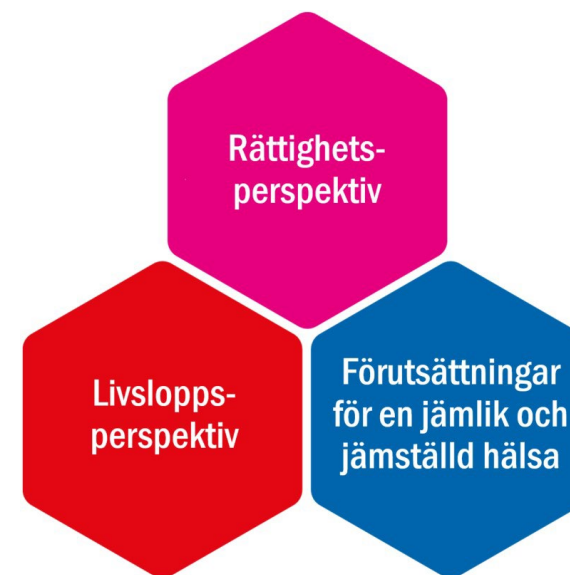 Rättighets-
perspektiv
Livslopps-
perspektiv
Förutsättningar
för en jämlik och
jämställd hälsa